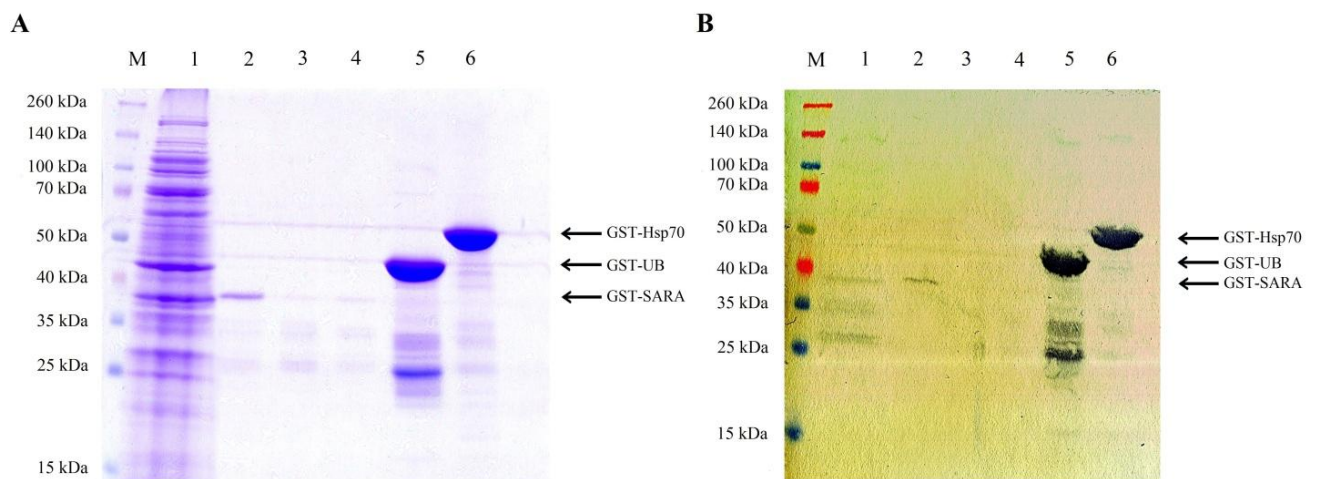 A
M 1 2 3 4 5 6
260 kDa
140 kDa
100 kDa
70 kDa
50 kDa
40 kDa
35 kDa
25 kDa
15 kDa
GST-Hsp70
GST-UB
GST-SARA
B
M 1 2 3 4 5 6
260 kDa
140 kDa
100 kDa
70 kDa
50 kDa
40 kDa
35 kDa
25 kDa
15 kDa
GST-Hsp70
GST-UB
GST-SARA